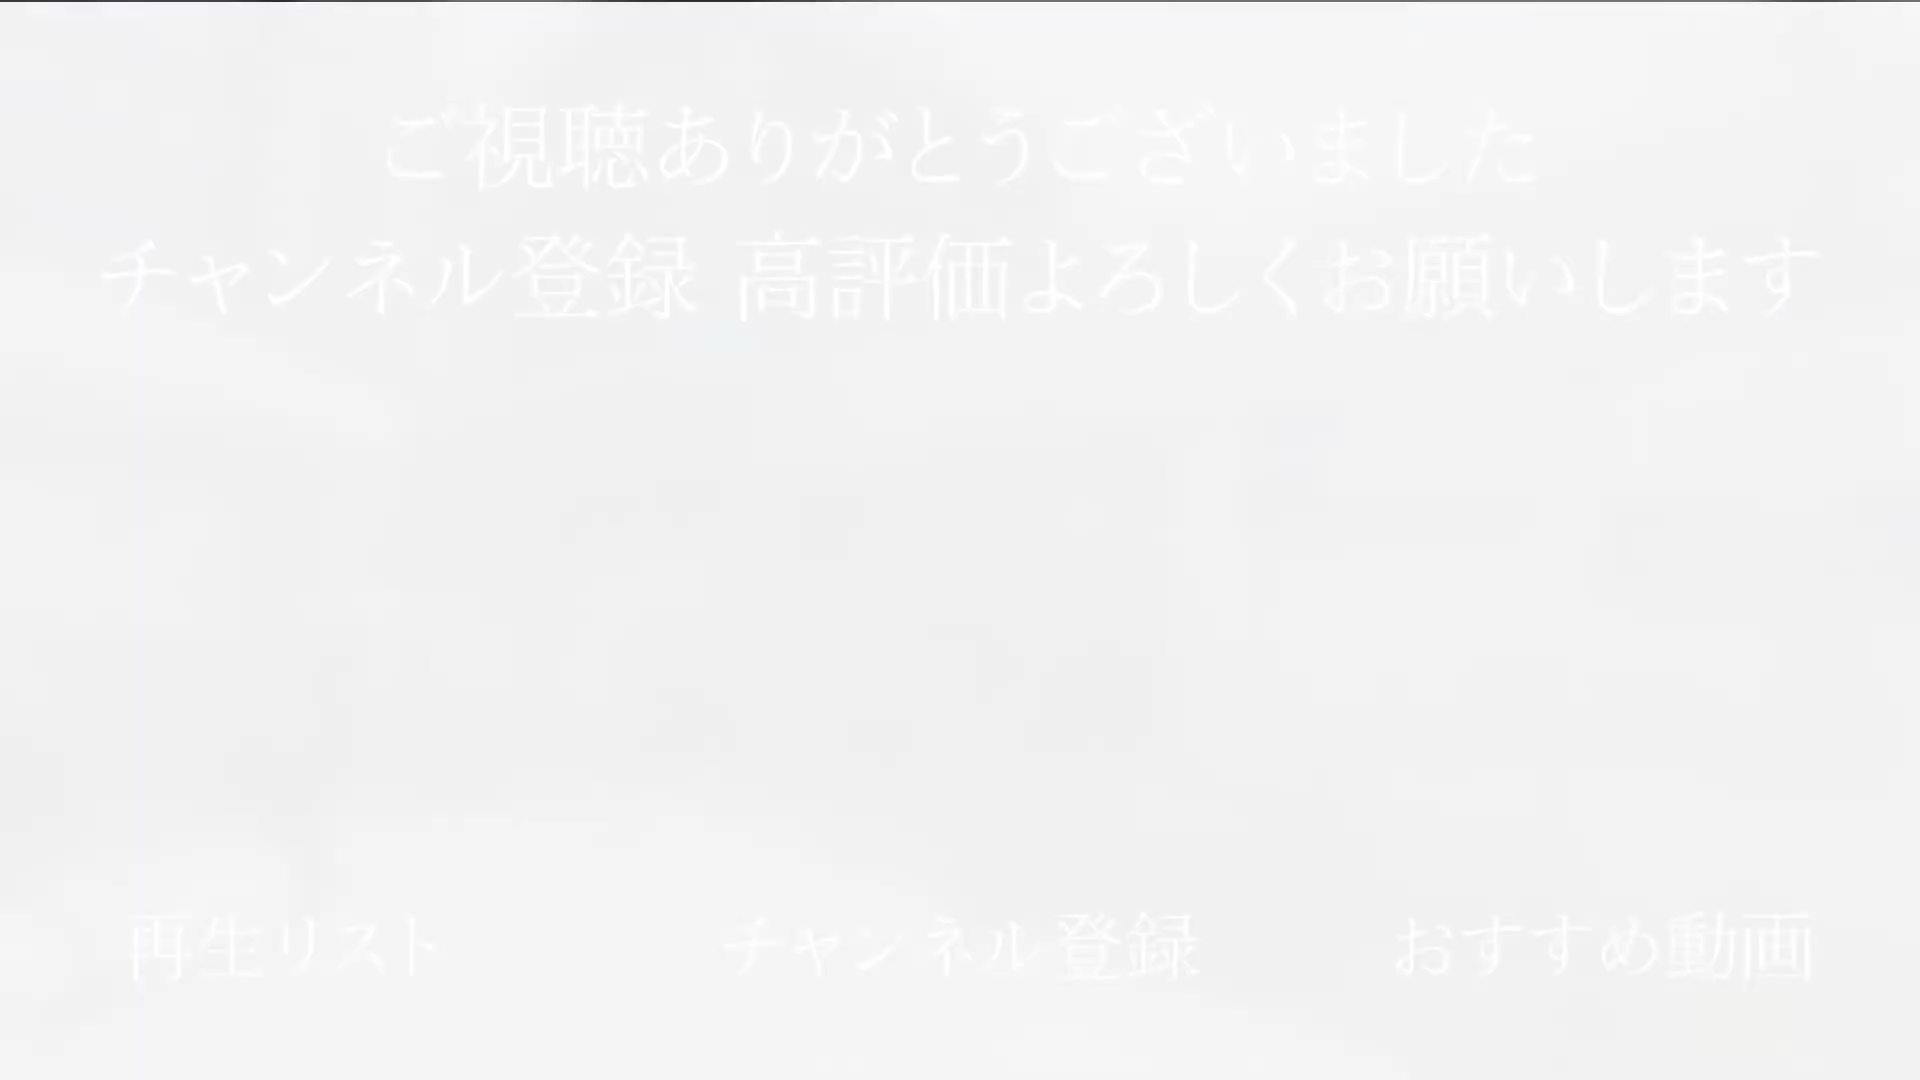 ご視聴ありがとうございました
チャンネル登録 高評価よろしくお願いします
再生リスト チャンネル登録 おすすめ動画